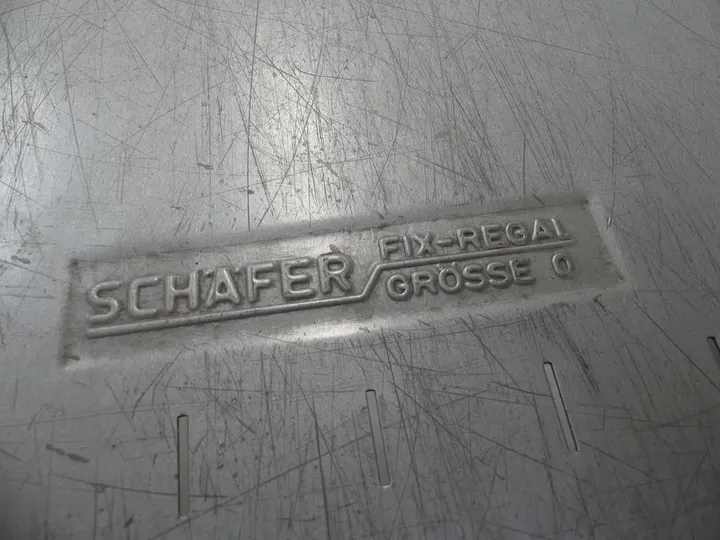 SCHÄFER
FIX-REGAL
GRÖSSE 0